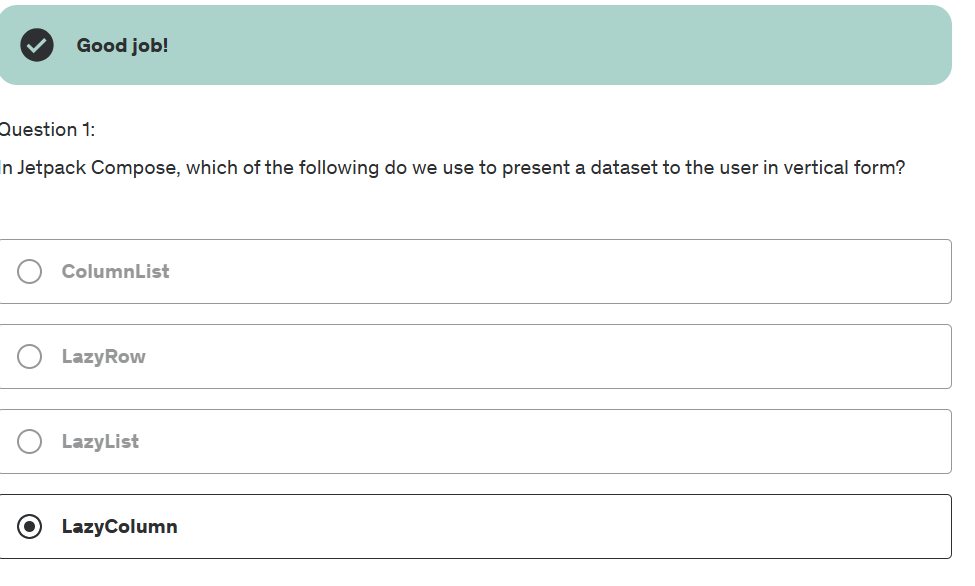 Good job!
Question 1:
In Jetpack Compose, which of the following do we use to present a dataset to the user in vertical form?
ColumnList
LazyRow
LazyList
LazyColumn